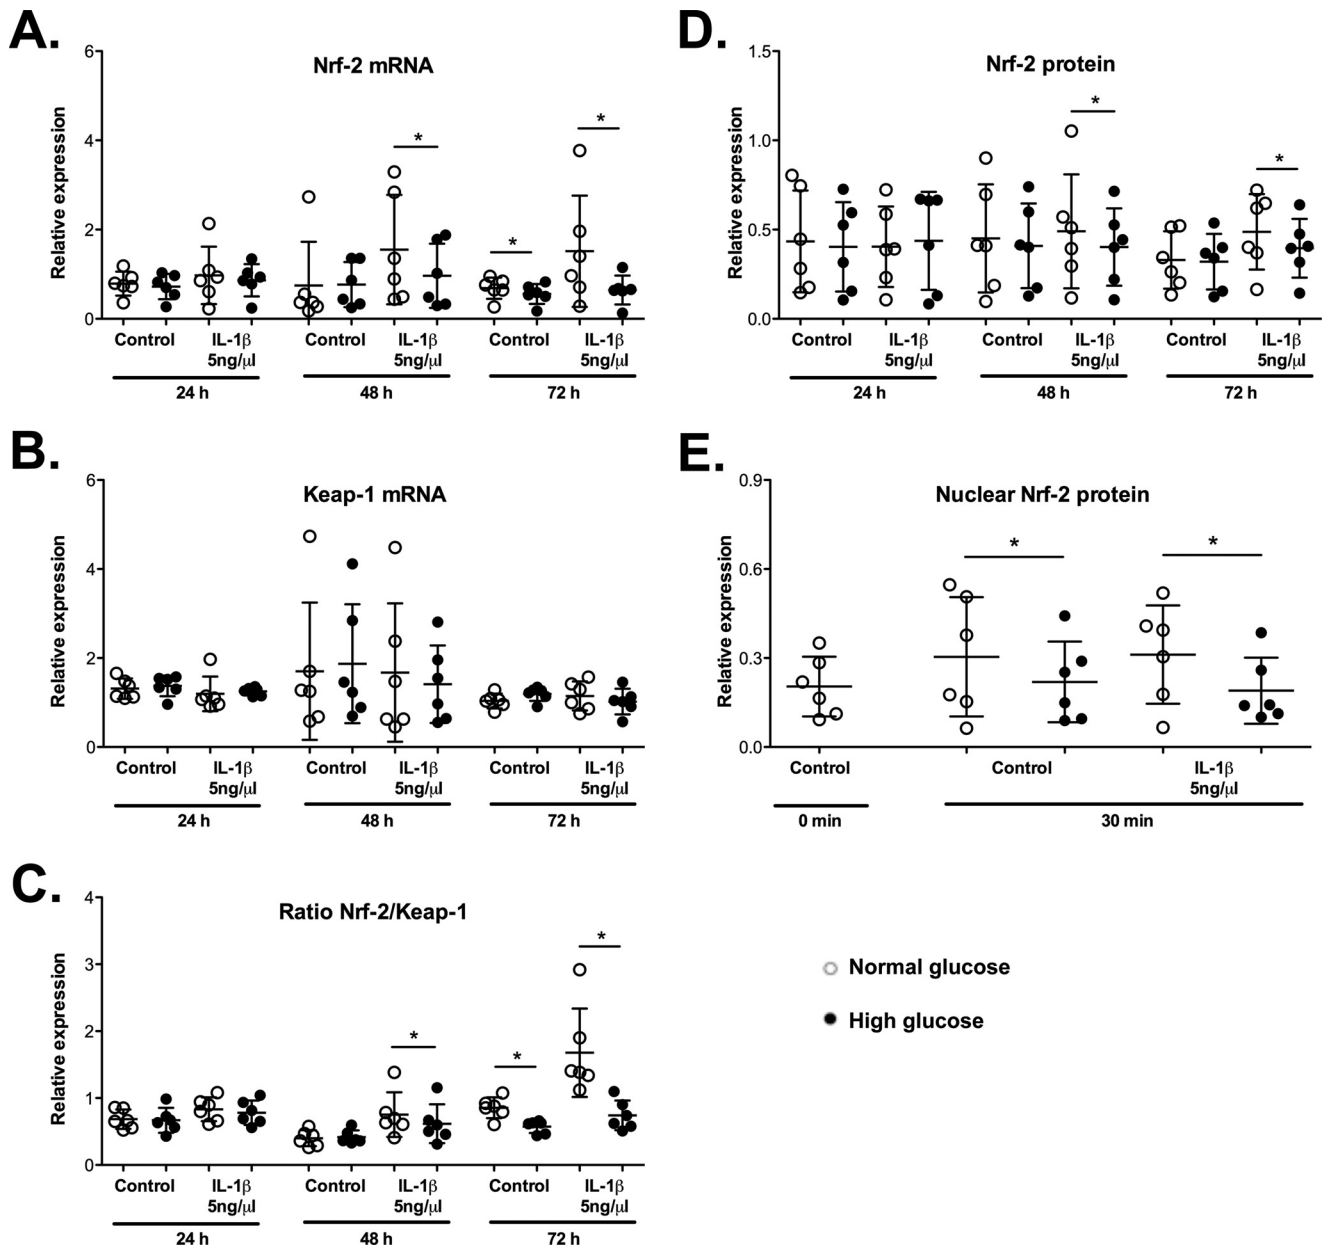 A.
Nrf-2 mRNA
Relative expression
6
4
2
0
*
*
*
Control
IL-1β
5ng/μl
Control
IL-1β
5ng/μl
Control
IL-1β
5ng/μl
24 h
48 h
72 h
B.
Keap-1 mRNA
Relative expression
6
4
2
0
Control
IL-1β
5ng/μl
Control
IL-1β
5ng/μl
Control
IL-1β
5ng/μl
24 h
48 h
72 h
C.
Ratio Nrf-2/Keap-1
Relative expression
4
3
2
1
0
*
*
*
Control
IL-1β
5ng/μl
Control
IL-1β
5ng/μl
Control
IL-1β
5ng/μl
24 h
48 h
72 h
D.
Nrf-2 protein
Relative expression
1.5
1.0
0.5
0.0
*
*
Control
IL-1β
5ng/μl
Control
IL-1β
5ng/μl
Control
IL-1β
5ng/μl
24 h
48 h
72 h
E.
Nuclear Nrf-2 protein
Relative expression
0.9
0.6
0.3
0.0
*
*
Control
Control
IL-1β
5ng/μl
0 min
30 min
Normal glucose
High glucose